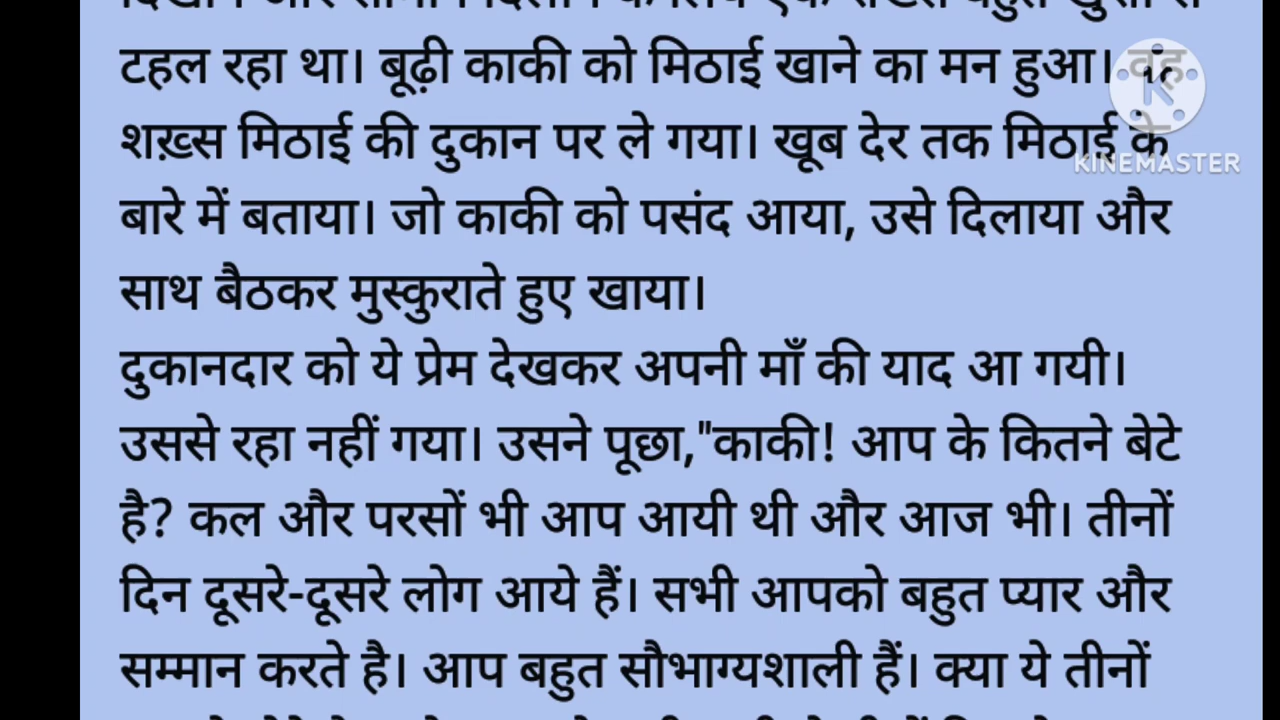 टहल रहा था। बूढ़ी काकी को मिठाई खाने का मन हुआ। वह
शख़्स मिठाई की दुकान पर ले गया। खूब देर तक मिठाई के
KINEMASTER
बारे में बताया। जो काकी को पसंद आया, उसे दिलाया और
साथ बैठकर मुस्कुराते हुए खाया।
दुकानदार को ये प्रेम देखकर अपनी माँ की याद आ गयी।
उससे रहा नहीं गया। उसने पूछा,"काकी! आप के कितने बेटे
है? कल और परसों भी आप आयी थी और आज भी। तीनों
दिन दूसरे-दूसरे लोग आये हैं। सभी आपको बहुत प्यार और
सम्मान करते है। आप बहुत सौभाग्यशाली हैं। क्या ये तीनों